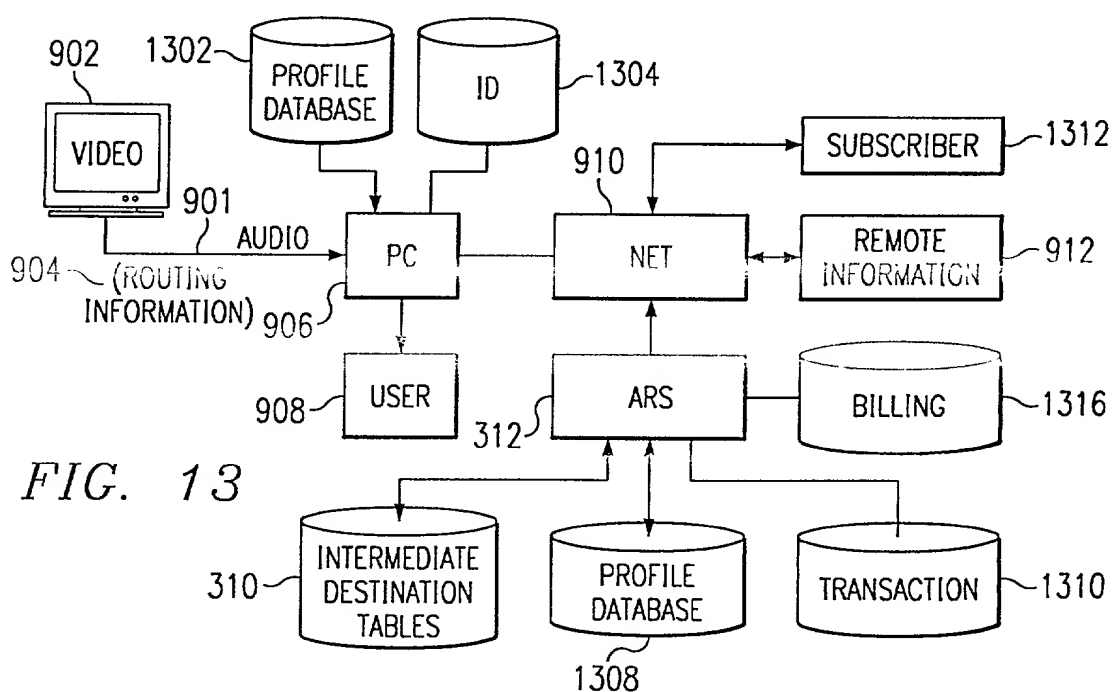 902
1302
PROFILE
DATABASE
ID
1304
VIDEO
901
AUDIO
904
(ROUTING
INFORMATION)
PC
906
910
NET
SUBSCRIBER
1312
REMOTE
INFORMATION
912
908
USER
312
ARS
BILLING
1316
FIG. 13
310
INTERMEDIATE
DESTINATION
TABLES
PROFILE
DATABASE
1308
TRANSACTION
1310